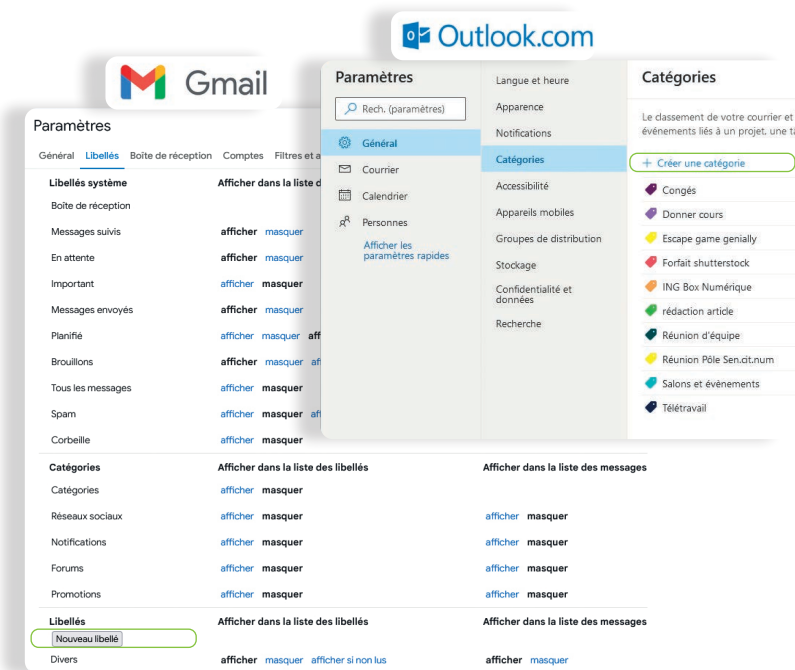 Outlook.com
Gmail
Paramètres
Rech. (paramètres)
Général
Courrier
Calendrier
Personnes
Afficher les
paramètres rapides
Langue et heure
Apparence
Notifications
Catégories
Accessibilité
Appareils mobiles
Groupes de distribution
Stockage
Confidentialité et
données
Recherche
Catégories
Le classement de votre courrier et
événements liés à un projet, une
+ Créer une catégorie
Congés
Donner cours
Escape game genially
Forfait shutterstock
ING Box Numérique
rédaction article
Réunion d'équipe
Réunion Pôle Sen.cit.num
Salons et évènements
Télétravail
Paramètres
Général Libellés Boîte de réception Comptes Filtres et a
Libellés système Afficher dans la liste d
Boîte de réception
Messages suivis afficher masquer
En attente afficher masquer
Important afficher masquer
Messages envoyés afficher masquer
Planifié afficher masquer aff
Brouillons afficher masquer af
Tous les messages afficher masquer
Spam afficher masquer aff
Corbeille afficher masquer
Catégories Afficher dans la liste des libellés Afficher dans la liste des messages
Catégories afficher masquer
Réseaux sociaux afficher masquer afficher masquer
Notifications afficher masquer afficher masquer
Forums afficher masquer afficher masquer
Promotions afficher masquer afficher masquer
Libellés Afficher dans la liste des libellés Afficher dans la liste des messages
Nouveau libellé
Divers afficher masquer afficher si non lus afficher masquer